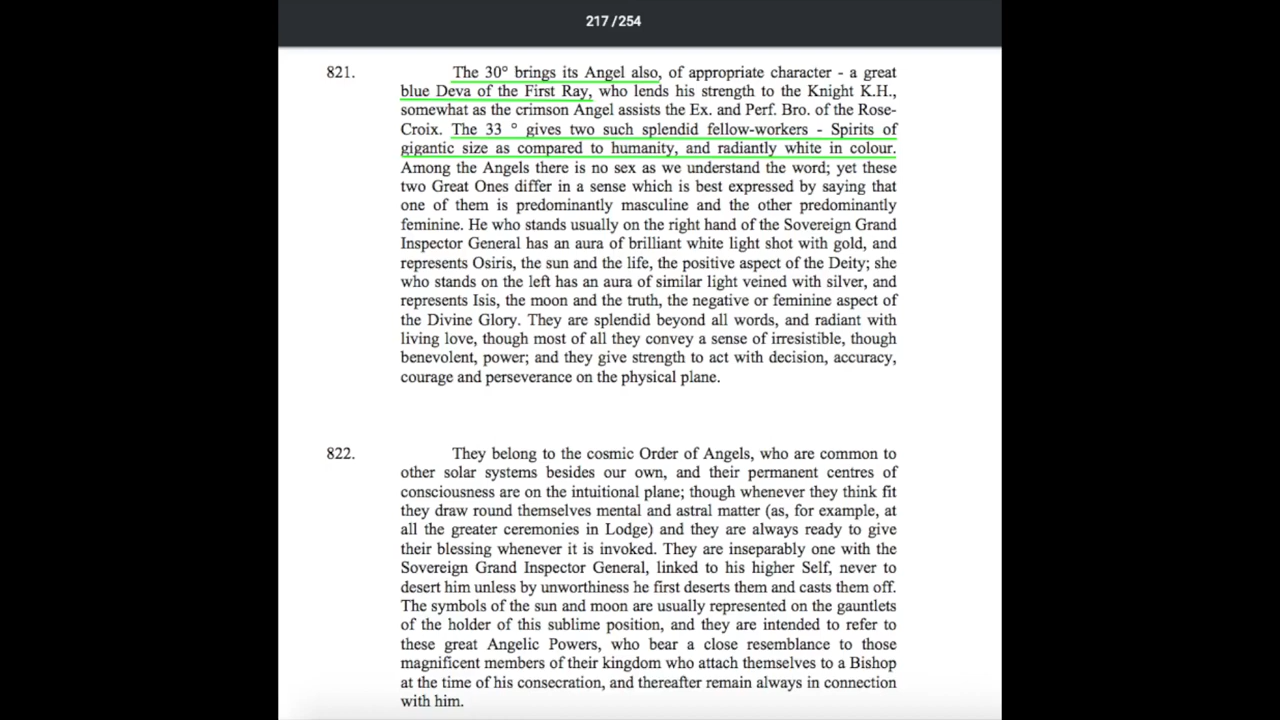 217 / 254
821. The 30° brings its Angel also, of appropriate character - a great
blue Deva of the First Ray, who lends his strength to the Knight K.H.,
somewhat as the crimson Angel assists the Ex. and Perf. Bro. of the Rose-
Croix. The 33 ° gives two such splendid fellow-workers - Spirits of
gigantic size as compared to humanity, and radiantly white in colour.
Among the Angels there is no sex as we understand the word; yet these
two Great Ones differ in a sense which is best expressed by saying that
one of them is predominantly masculine and the other predominantly
feminine. He who stands usually on the right hand of the Sovereign Grand
Inspector General has an aura of brilliant white light shot with gold, and
represents Osiris, the sun and the life, the positive aspect of the Deity; she
who stands on the left has an aura of similar light veined with silver, and
represents Isis, the moon and the truth, the negative or feminine aspect of
the Divine Glory. They are splendid beyond all words, and radiant with
living love, though most of all they convey a sense of irresistible, though
benevolent, power; and they give strength to act with decision, accuracy,
courage and perseverance on the physical plane.
822. They belong to the cosmic Order of Angels, who are common to
other solar systems besides our own, and their permanent centres of
consciousness are on the intuitional plane; though whenever they think fit
they draw round themselves mental and astral matter (as, for example, at
all the greater ceremonies in Lodge) and they are always ready to give
their blessing whenever it is invoked. They are inseparably one with the
Sovereign Grand Inspector General, linked to his higher Self, never to
desert him unless by unworthiness he first deserts them and casts them off.
The symbols of the sun and moon are usually represented on the gauntlets
of the holder of this sublime position, and they are intended to refer to
these great Angelic Powers, who bear a close resemblance to those
magnificent members of their kingdom who attach themselves to a Bishop
at the time of his consecration, and thereafter remain always in connection
with him.